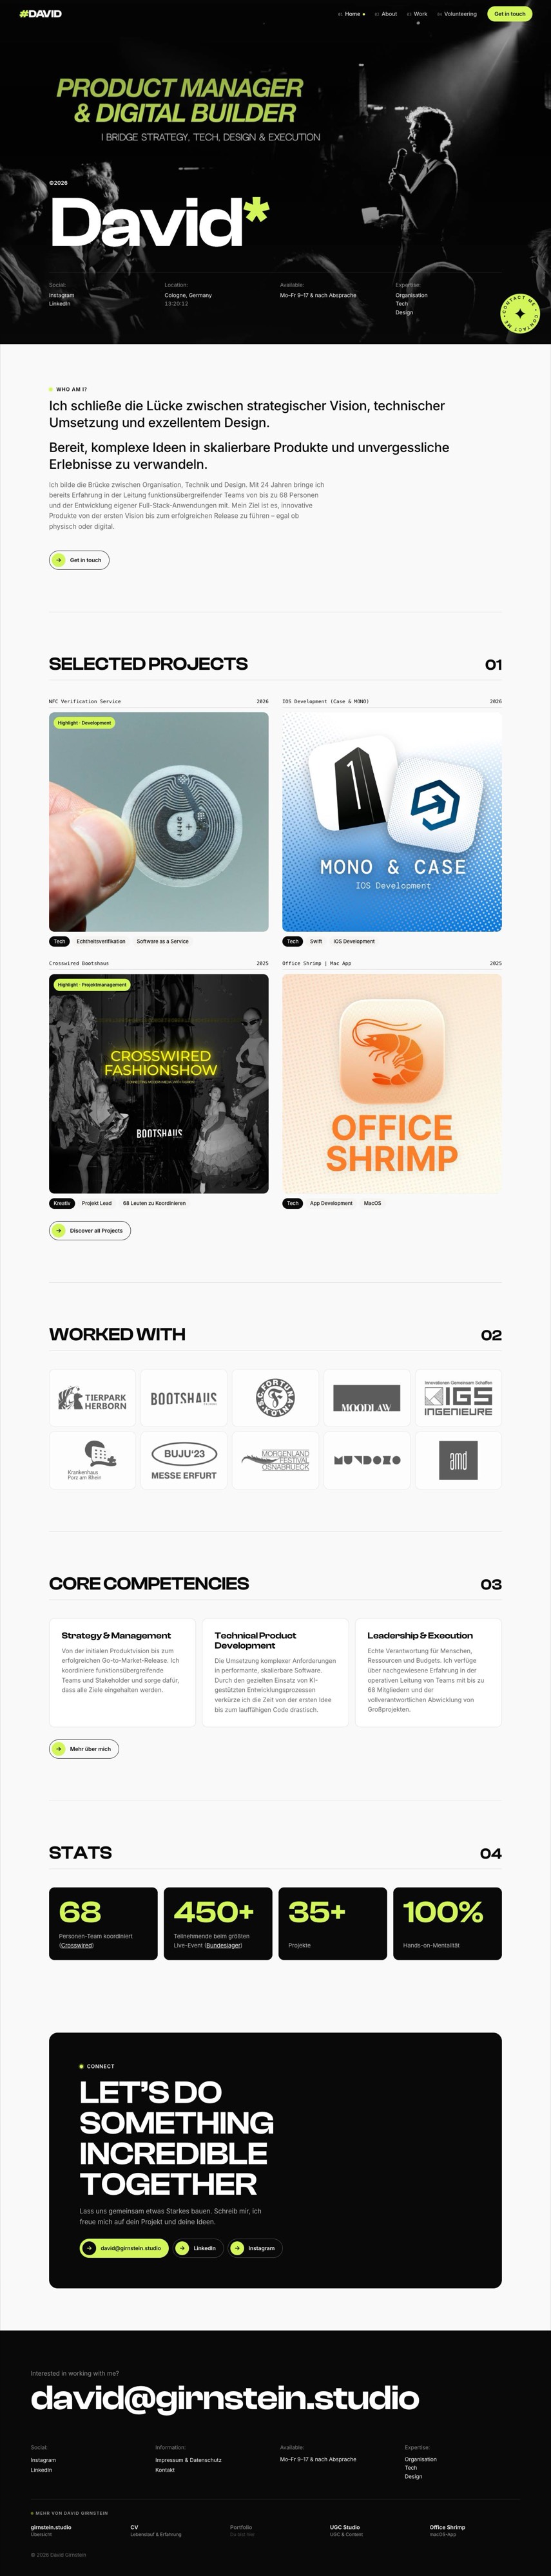 #DAVID
01 Home
02 About
03 Work
04 Volunteering
Get in touch
PRODUCT MANAGER
& DIGITAL BUILDER
I BRIDGE STRATEGY, TECH, DESIGN & EXECUTION
©2026
David*
Social:
Instagram
LinkedIn
Location:
Cologne, Germany
13:20:12
Available:
Mo–Fr 9–17 & nach Absprache
Expertise:
Organisation
Tech
Design
CONTACT ME • CONTACT ME •
WHO AM I?
Ich schließe die Lücke zwischen strategischer Vision, technischer
Umsetzung und exzellentem Design.
Bereit, komplexe Ideen in skalierbare Produkte und unvergessliche
Erlebnisse zu verwandeln.
Ich bilde die Brücke zwischen Organisation, Technik und Design. Mit 24 Jahren bringe ich
bereits Erfahrung in der Leitung funktionsübergreifender Teams von bis zu 68 Personen
und der Entwicklung eigener Full-Stack-Anwendungen mit. Mein Ziel ist es, innovative
Produkte von der ersten Vision bis zum erfolgreichen Release zu führen – egal ob
physisch oder digital.
Get in touch
SELECTED PROJECTS
01
NFC Verification Service
2026
Highlight · Development
Tech
Echtheitsverifikation
Software as a Service
IOS Development (Case & MONO)
2026
1
MONO & CASE
IOS Development
Tech
Swift
IOS Development
Crosswired Bootshaus
2025
Highlight · Projektmanagement
CROSSWIRED
FASHIONSHOW
CONNECTING MODERN MEDIA WITH FASHION
BOOTSHAUS
Kreativ
Projekt Lead
68 Leuten zu Koordinieren
Office Shrimp | Mac App
2025
OFFICE
SHRIMP
Tech
App Development
MacOS
Discover all Projects
WORKED WITH
02
TIERPARK
HERBORN
BOOTSHAUS
S.C. FORTUNA KÖLN
MOODLAW
Innovationen Gemeinsam Schaffen
IGS
INGENIEURE
Krankenhaus
Porz am Rhein
BUJU'23
MESSE ERFURT
MORGENLAND
FESTIVAL
OSNABRUECK
MUNDOXO
amd
CORE COMPETENCIES
03
Strategy & Management
Von der initialen Produktvision bis zum
erfolgreichen Go-to-Market-Release. Ich
koordiniere funktionsübergreifende
Teams und Stakeholder und sorge dafür,
dass alle Ziele eingehalten werden.
Technical Product
Development
Die Umsetzung komplexer Anforderungen
in performante, skalierbare Software.
Durch den gezielten Einsatz von KI-
gestützten Entwicklungsprozessen
verkürze ich die Zeit von der ersten Idee
bis zum lauffähigen Code drastisch.
Leadership & Execution
Echte Verantwortung für Menschen,
Ressourcen und Budgets. Ich verfüge
über nachgewiesene Erfahrung in der
operativen Leitung von Teams mit bis zu
68 Mitgliedern und der
vollverantwortlichen Abwicklung von
Großprojekten.
Mehr über mich
STATS
04
68
Personen-Team koordiniert
(Crosswired)
450+
Teilnehmende beim größten
Live-Event (Bundeslager)
35+
Projekte
100%
Hands-on-Mentalität
CONNECT
LET'S DO
SOMETHING
INCREDIBLE
TOGETHER
Lass uns gemeinsam etwas Starkes bauen. Schreib mir, ich
freue mich auf dein Projekt und deine Ideen.
david@girnstein.studio
LinkedIn
Instagram
Interested in working with me?
david@girnstein.studio
Social:
Instagram
LinkedIn
Information:
Impressum & Datenschutz
Kontakt
Available:
Mo–Fr 9–17 & nach Absprache
Expertise:
Organisation
Tech
Design
MEHR VON DAVID GIRNSTEIN
girnstein.studio
Übersicht
CV
Lebenslauf & Erfahrung
Portfolio
Du bist hier
UGC Studio
UGC & Content
Office Shrimp
macOS-App
© 2026 David Girnstein